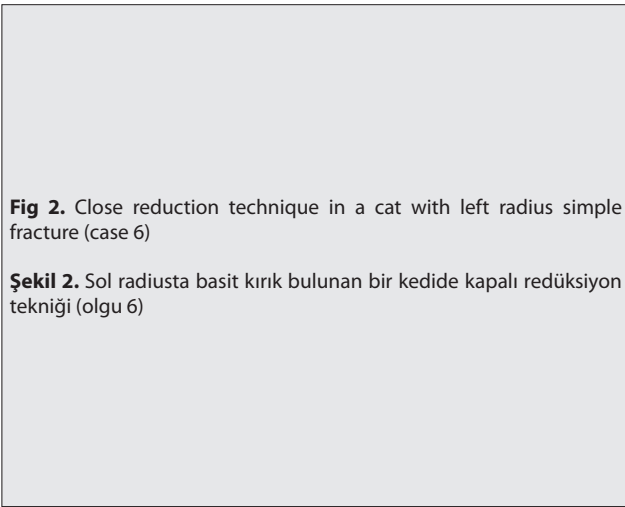 Fig 2. Close reduction technique in a cat with left radius simple
fracture (case 6)
Şekil 2. Sol radiusta basit kırık bulunan bir kedide kapalı redüksiyon
tekniği (olgu 6)